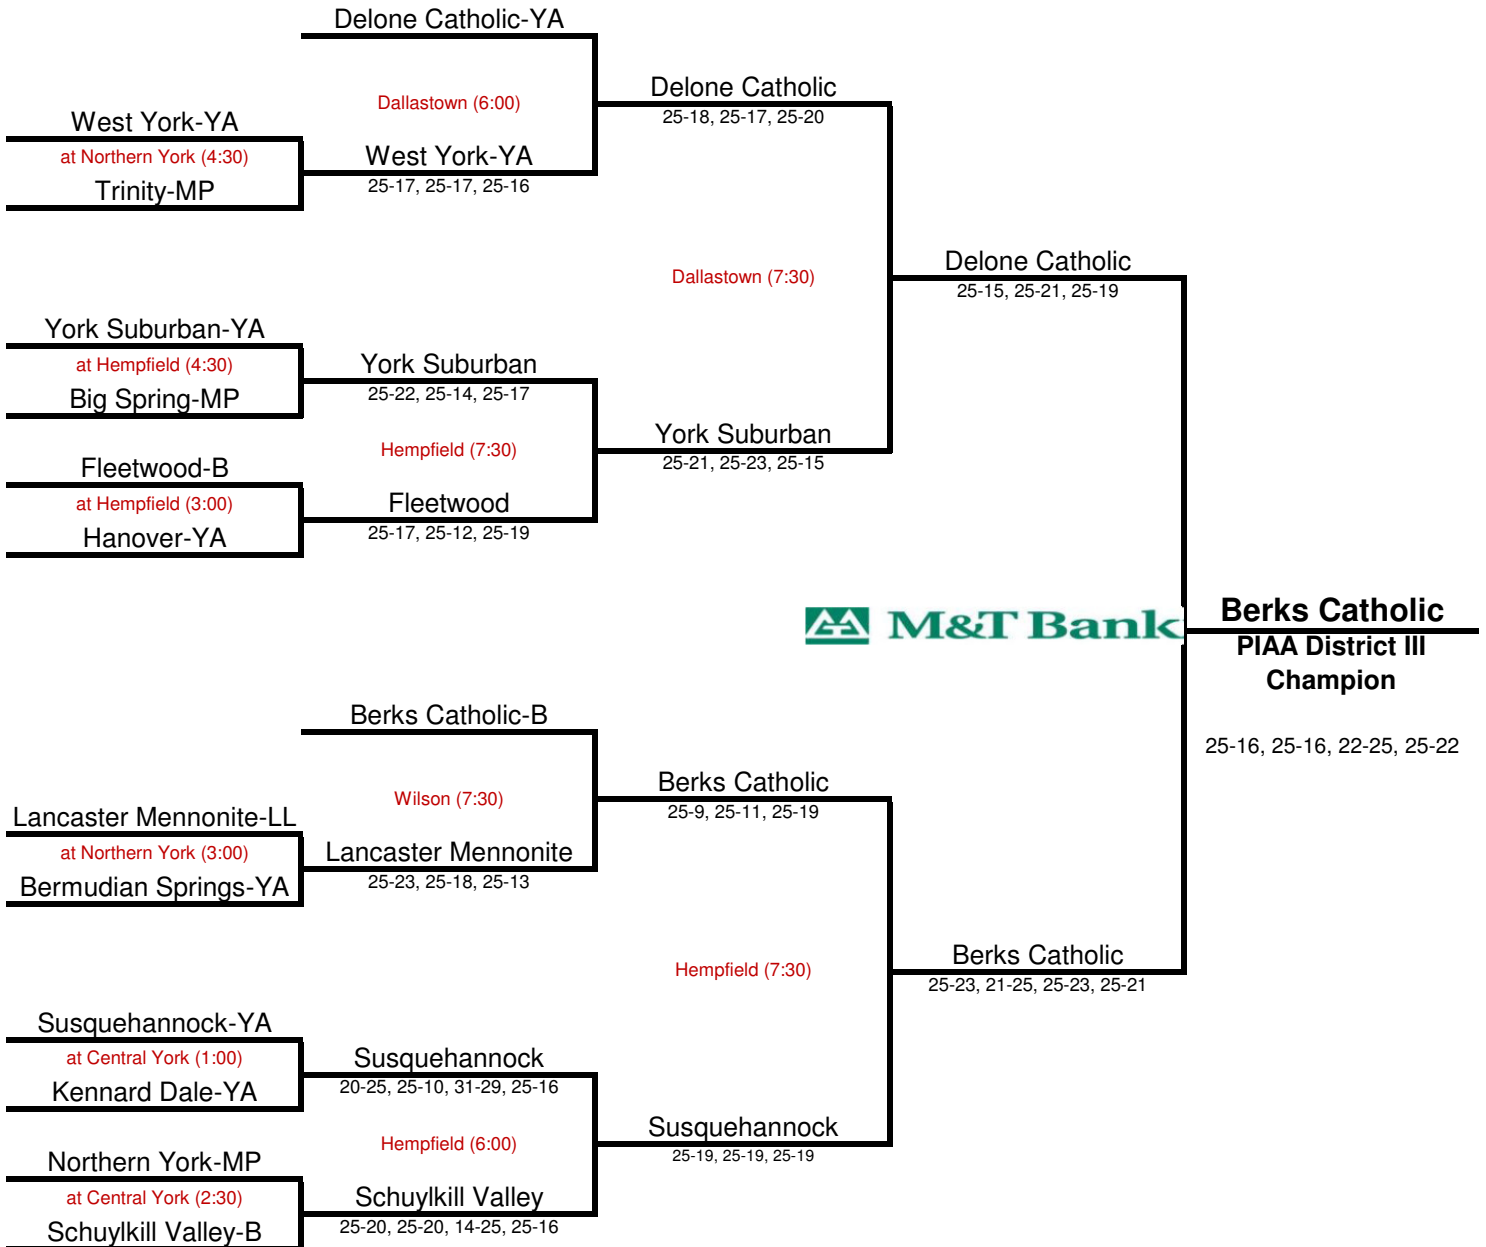 Delone Catholic-YA
Dallastown (6:00)
Delone Catholic
25-18, 25-17, 25-20
West York-YA
at Northern York (4:30)
Trinity-MP
West York-YA
25-17, 25-17, 25-16
Dallastown (7:30)
Delone Catholic
25-15, 25-21, 25-19
York Suburban-YA
at Hempfield (4:30)
Big Spring-MP
York Suburban
25-22, 25-14, 25-17
Hempfield (7:30)
York Suburban
25-21, 25-23, 25-15
Fleetwood-B
at Hempfield (3:00)
Hanover-YA
Fleetwood
25-17, 25-12, 25-19
M&T Bank
Berks Catholic
PIAA District III
Champion
25-16, 25-16, 22-25, 25-22
Berks Catholic-B
Wilson (7:30)
Berks Catholic
25-9, 25-11, 25-19
Lancaster Mennonite-LL
at Northern York (3:00)
Bermudian Springs-YA
Lancaster Mennonite
25-23, 25-18, 25-13
Hempfield (7:30)
Berks Catholic
25-23, 21-25, 25-23, 25-21
Susquehannock-YA
at Central York (1:00)
Kennard Dale-YA
Susquehannock
20-25, 25-10, 31-29, 25-16
Hempfield (6:00)
Susquehannock
25-19, 25-19, 25-19
Northern York-MP
at Central York (2:30)
Schuylkill Valley-B
Schuylkill Valley
25-20, 25-20, 14-25, 25-16